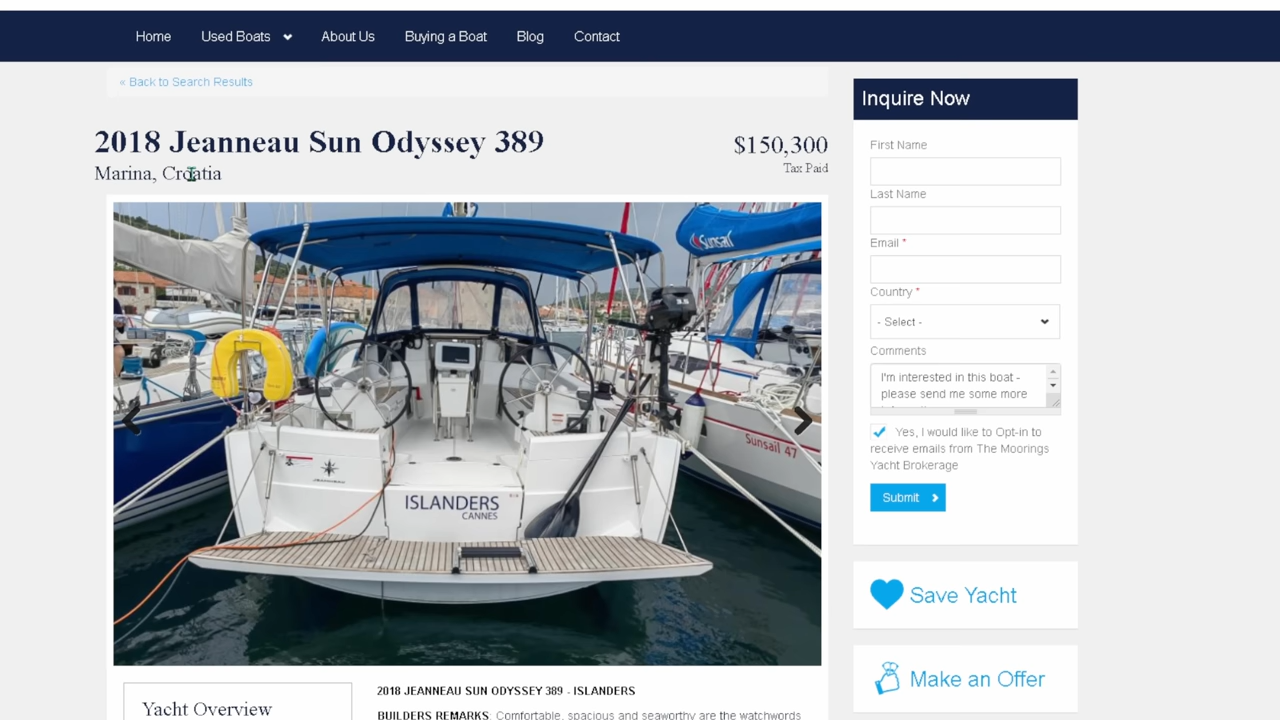 Home
Used Boats
About Us
Buying a Boat
Blog
Contact
« Back to Search Results
2018 Jeanneau Sun Odyssey 389
$150,300
Marina, Croatia
Tax Paid
Sunsail
3.5
Sunsail 47
JEANNEAU
ISLANDERS
CANNES
Inquire Now
First Name
Last Name
Email *
Country *
- Select -
Comments
I'm interested in this boat -
please send me some more
Yes, I would like to Opt-in to
receive emails from The Moorings
Yacht Brokerage
Submit
Save Yacht
Make an Offer
Yacht Overview
2018 JEANNEAU SUN ODYSSEY 389 - ISLANDERS
BUILDERS REMARKS: Comfortable, spacious and seaworthy are the watchwords